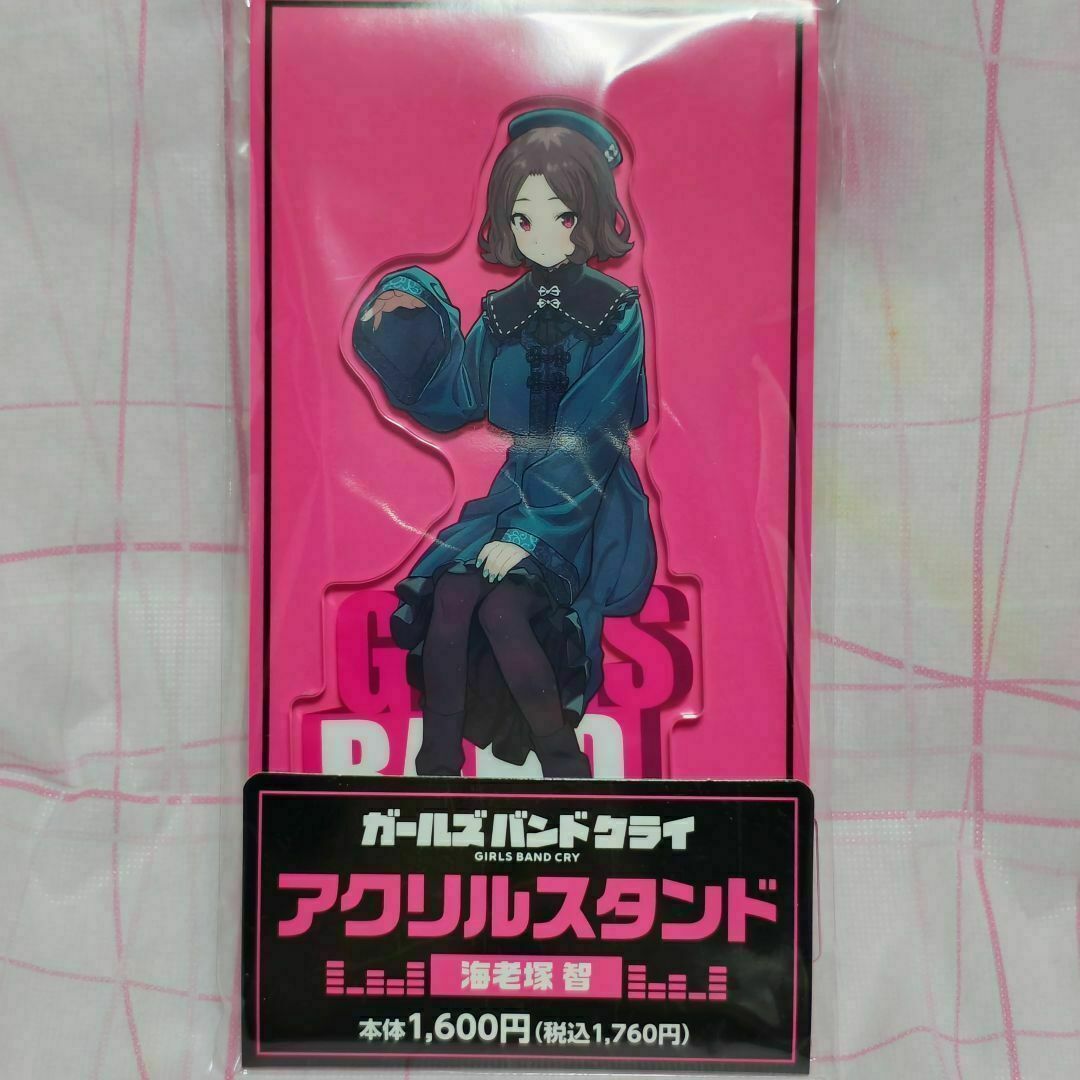 BAND
ガールズバンドクライ
GIRLS BAND CRY
アクリルスタンド
海老塚 智
本体1,600円(税込1,760円)